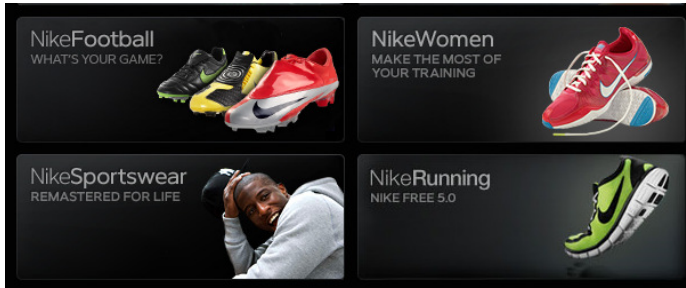 NikeFootball
WHAT'S YOUR GAME?
NikeWomen
MAKE THE MOST OF
YOUR TRAINING
NikeSportswear
REMASTERED FOR LIFE
NikeRunning
NIKE FREE 5.0